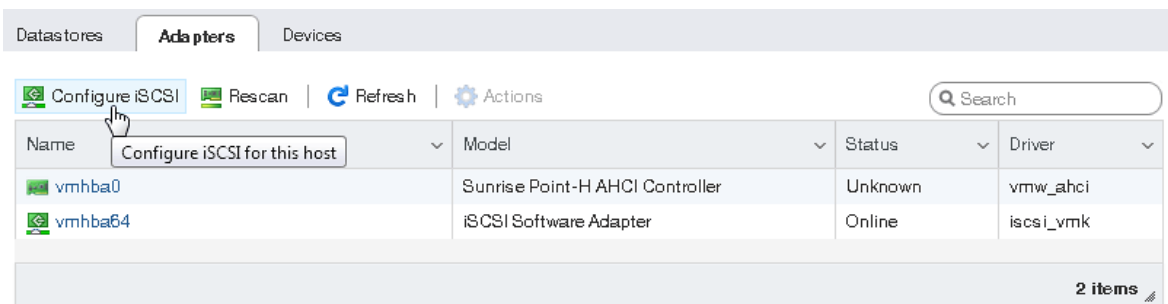 Datastores Adapters Devices
Configure iSCSI Rescan Refresh Actions Search
Name Model Status Driver
Configure iSCSI for this host
vmhba0 Sunrise Point-H AHCI Controller Unknown vmw_ahci
vmhba64 iSCSI Software Adapter Online iscsi_vmk
2 items